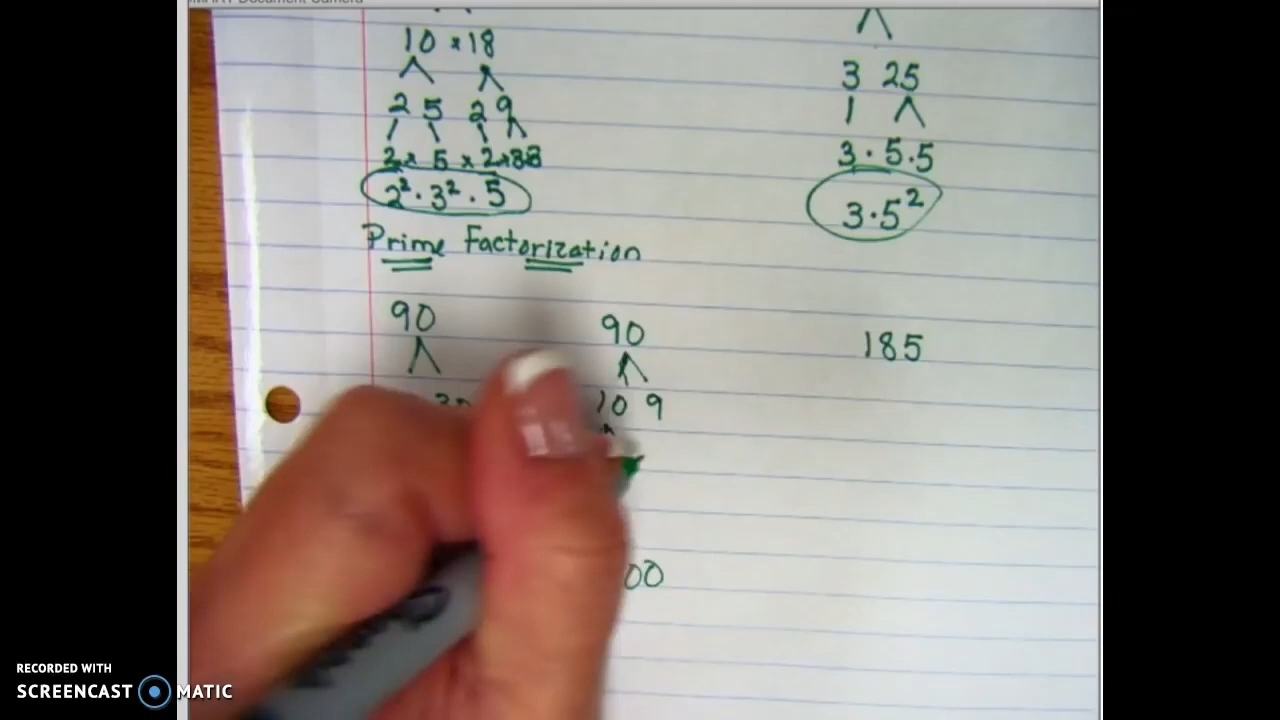 10 × 18
2 5 2 9
2 × 5 × 2 × 3 3
2² · 3² · 5
3 25
3 · 5 · 5
3 · 5²
Prime Factorization
90 90 185
10 9
00
RECORDED WITH
SCREENCAST MATIC